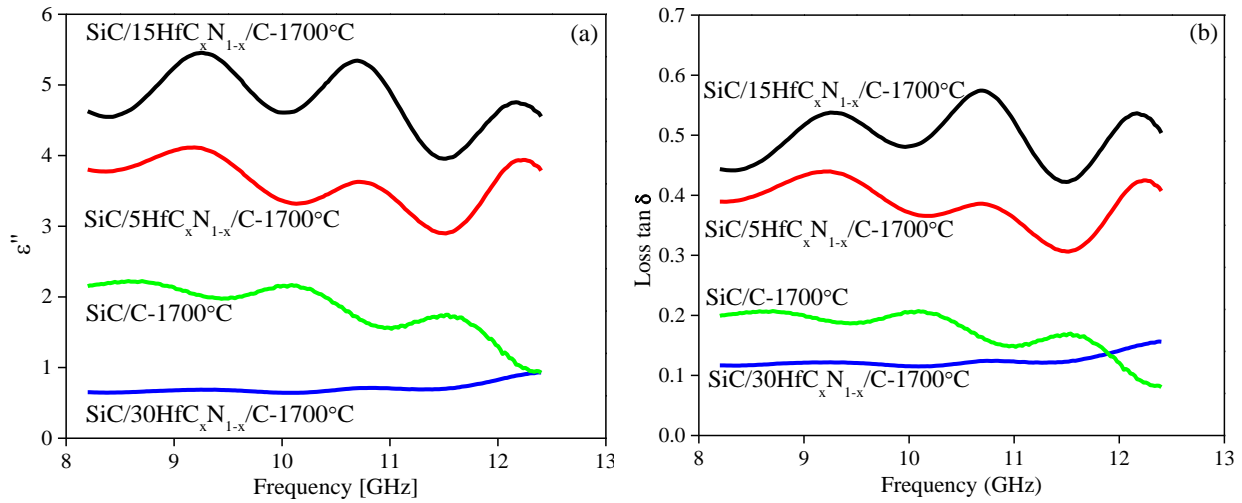 6
5
4
3
2
1
0
ε''
SiC/15HfCxN1-x/C-1700°C
(a)
SiC/5HfCxN1-x/C-1700°C
SiC/C-1700°C
SiC/30HfCxN1-x/C-1700°C
8 9 10 11 12 13
Frequency [GHz]
0.7
0.6
0.5
0.4
0.3
0.2
0.1
0.0
Loss tan δ
(b)
SiC/15HfCxN1-x/C-1700°C
SiC/5HfCxN1-x/C-1700°C
SiC/C-1700°C
SiC/30HfCxN1-x/C-1700°C
8 9 10 11 12 13
Frequency (GHz)